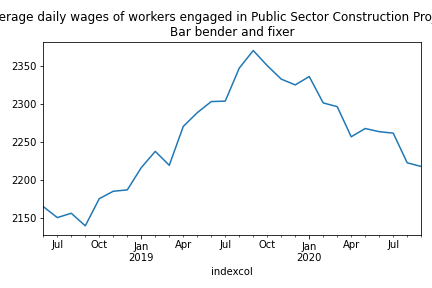 erage daily wages of workers engaged in Public Sector Construction Pro
Bar bender and fixer
2350
2300
2250
2200
2150
Jul Oct Jan Apr Jul Oct Jan Apr Jul
2019 2020
indexcol